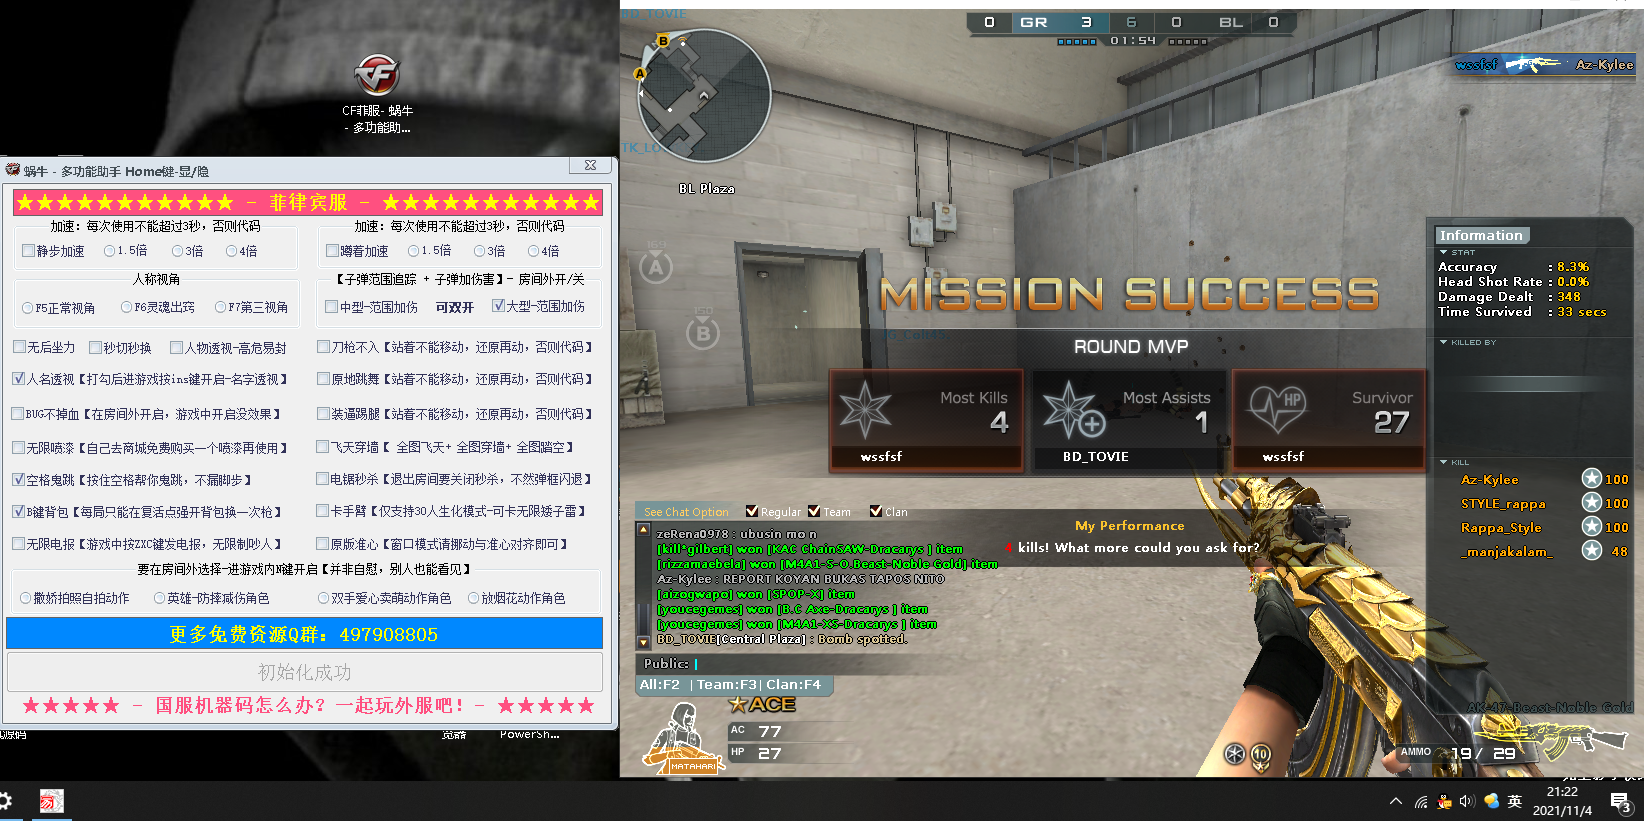 CF菲服- 蜗牛
- 多功能助...
蜗牛 - 多功能助手 Home键-显/隐
★★★★★★★★★★★ - 菲律宾服 - ★★★★★★★★★★★
加速: 每次使用不能超过3秒，否则代码
静步加速 1.5倍 3倍 4倍
加速: 每次使用不能超过3秒，否则代码
蹲着加速 1.5倍 3倍 4倍
人称视角
F5正常视角 F6灵魂出窍 F7第三视角
【子弹范围追踪 + 子弹加伤害】- 房间外开/关
中型-范围加伤 可双开 大型-范围加伤
无后坐力 秒切秒换 人物透视-高危易封
刀枪不入【站着不能移动，还原再动，否则代码】
人名透视【打勾后进游戏按ins键开启-名字透视】
原地跳舞【站着不能移动，还原再动，否则代码】
BUG不掉血【在房间外开启，游戏中开启没效果】
装逼踢腿【站着不能移动，还原再动，否则代码】
无限喷漆【自己去商城免费购买一个喷漆再使用】
飞天穿墙【 全图飞天+ 全图穿墙+ 全图踏空】
空格鬼跳【按住空格帮你鬼跳，不漏脚步】
电锯秒杀【退出房间要关闭秒杀，不然弹框闪退】
B键背包【每局只能在复活点强开背包换一次枪】
卡手臂【仅支持30人生化模式-可卡无限矮子雷】
无限电报【游戏中按ZXC键发电报，无限制吵人】
原版准心【窗口模式请挪动与准心对齐即可】
要在房间外选择-进游戏内N键开启【并非自慰，别人也能看见】
撒娇拍照自拍动作 英雄-防摔减伤角色 双手爱心卖萌动作角色 放烟花动作角色
更多免费资源Q群: 497908805
初始化成功
★★★★★ - 国服机器码怎么办? 一起玩外服吧! - ★★★★★
源码
览器
PowerSh...
BD_TOVIE
0 GR 3 6 0 BL 0
01:54
wssfsf Az-Kylee
B
A
BL Plaza
169
A
150
B
MISSION SUCCESS
ROUND MVP
Most Kills
4
wssfsf
Most Assists
1
BD_TOVIE
Survivor
27
wssfsf
My Performance
4 kills! What more could you ask for?
Information
STAT
Accuracy : 8.3%
Head Shot Rate : 0.0%
Damage Dealt : 348
Time Survived : 33 secs
KILLED BY
KILL
Az-Kylee 100
STYLE_rappa 100
Rappa_Style 100
_manjakalam_ 48
See Chat Option Regular Team Clan
zeRena0978 : ubusin mo n
[kill*gilbert] won [KAC ChainSAW-Dracarys ] item
[rizzamaebela] won [M4A1-S-O.Beast-Noble Gold] item
Az-Kylee : REPORT KOYAN BUKAS TAPOS NITO
[aizogwapo] won [SPOP-X] item
[youcegemes] won [B.C Axe-Dracarys ] item
[youcegemes] won [M4A1-XS-Dracarys ] item
BD_TOVIE[Central Plaza] : Bomb spotted.
Public:
All:F2 | Team:F3 | Clan:F4
ACE
AC 77
HP 27
MATAHARI
AK-47-Beast-Noble Gold
10
AMMO 19 / 29
英
21:22
2021/11/4
3